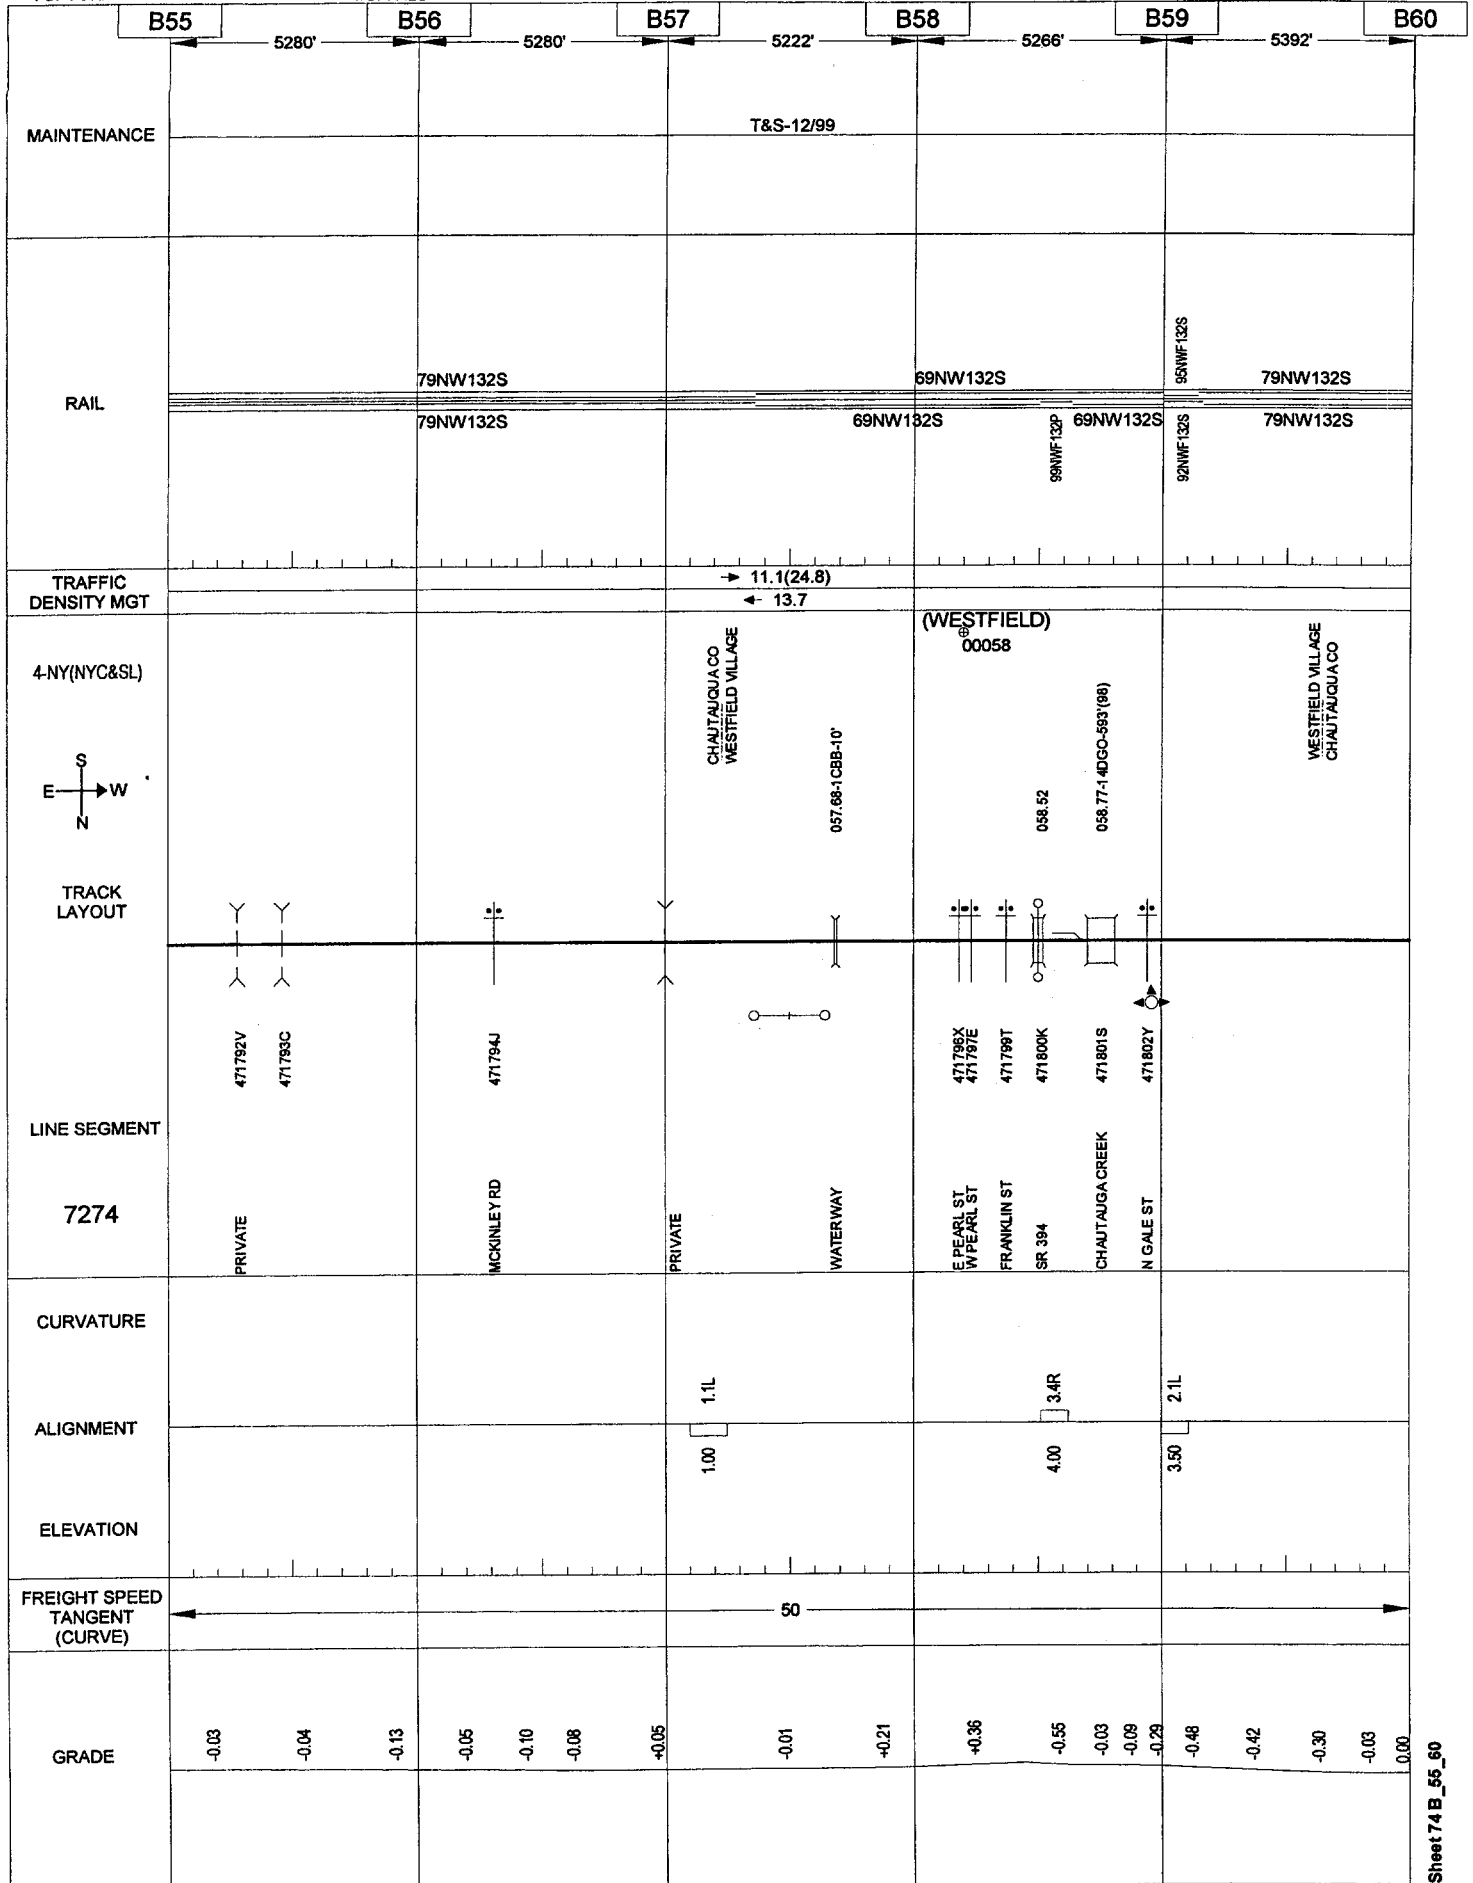 B55
B56
B57
B58
B59
B60
5280'
5280'
5222'
5266'
5392'
MAINTENANCE
T&S-12/99
RAIL
79NW132S
69NW132S
95NWF132S
79NW132S
79NW132S
69NW132S
99NWF132P
69NW132S
92NWF132S
79NW132S
TRAFFIC
DENSITY MGT
11.1(24.8)
13.7
4-NY(NYC&SL)
CHAUTAUQUA CO
WESTFIELD VILLAGE
(WESTFIELD)
00058
WESTFIELD VILLAGE
CHAUTAUQUA CO
S
E W
N
057.68-1CBB-10'
058.52
058.77-14DGO-593'(98)
TRACK
LAYOUT
471792V
471793C
471794J
471796X
471797E
471799T
471800K
471801S
471802Y
LINE SEGMENT
7274
PRIVATE
MCKINLEY RD
PRIVATE
WATERWAY
E PEARL ST
W PEARL ST
FRANKLIN ST
SR 394
CHAUTAUGA CREEK
N GALE ST
CURVATURE
1.1L
3.4R
2.1L
ALIGNMENT
1.00
4.00
3.50
ELEVATION
FREIGHT SPEED
TANGENT
(CURVE)
50
GRADE
-0.03
-0.04
-0.13
-0.05
-0.10
-0.08
+0.05
-0.01
+0.21
+0.36
-0.55
-0.03
-0.09
-0.29
-0.48
-0.42
-0.30
-0.03
0.00
Sheet 74 B_55_60